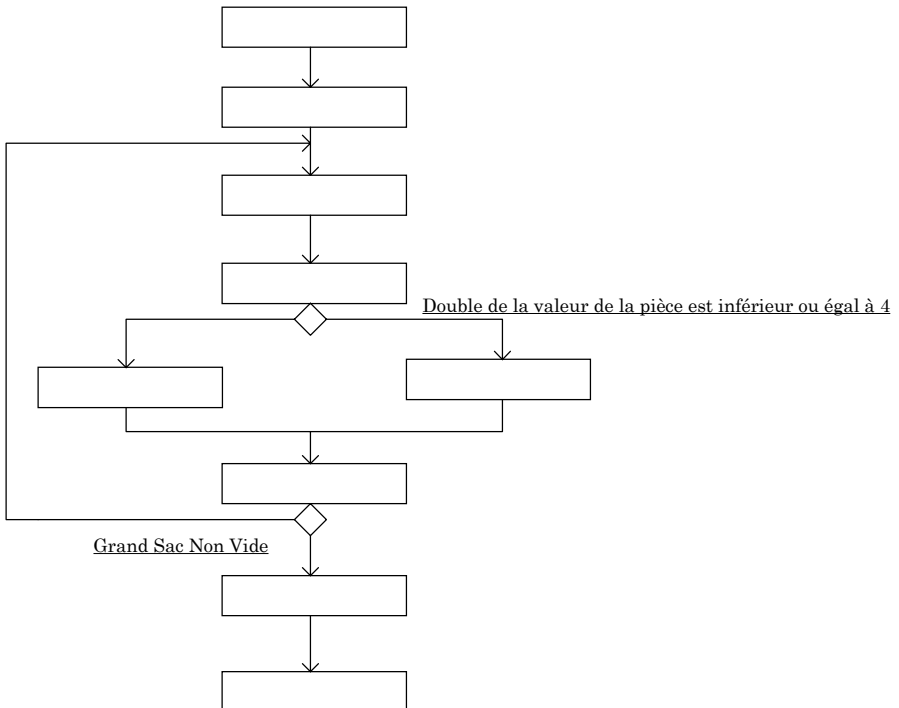 Double de la valeur de la pièce est inférieur ou égal à 4
Grand Sac Non Vide